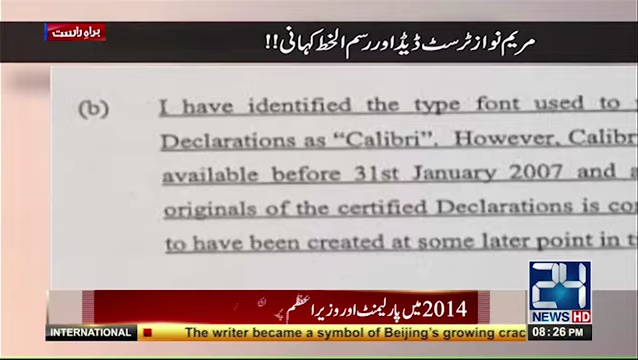 براہ راست
مریم نواز ٹرسٹ ڈیڈ اور رسم الخط کہانی !!
(b) I have identified the type font used to
Declarations as “Calibri”. However, Calibr
available before 31st January 2007 and a
originals of the certified Declarations is co
to have been created at some later point in t
2014 میں پارلیمنٹ اور وزیراعظم
24
NEWS HD
INTERNATIONAL
The writer became a symbol of Beijing's growing crac
08:26 PM